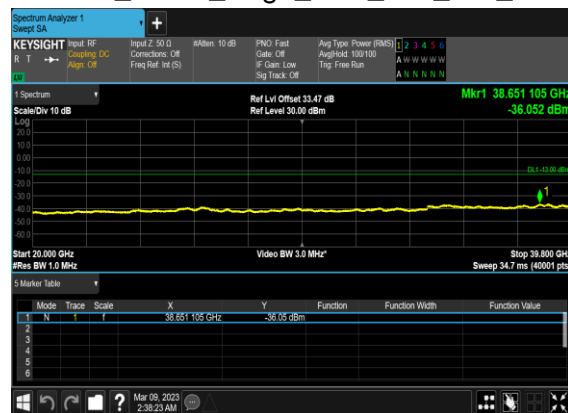 Spectrum Analyzer 1
Swept SA
+
KEYSIGHT Input: RF Input Z: 50 Ω #Atten: 10 dB PNO: Fast Avg Type: Power (RMS) 1 2 3 4 5 6
R T Coupling: DC Corrections: Off Gate: Off Avg|Hold: 100/100 A W W W W W
Align: Off Freq Ref: Int (S) IF Gain: Low Trig: Free Run
Sig Track: Off A N N N N N
1 Spectrum Ref Lvl Offset 33.47 dB Mkr1 38.651 105 GHz
Scale/Div 10 dB Ref Level 30.00 dBm -36.052 dBm
Log
20.0
10.0
0.00
-10.0 DL1 -13.00 dBm
-20.0
-30.0 1
-40.0
-50.0
-60.0
Start 20.000 GHz Video BW 3.0 MHz* Stop 39.800 GHz
#Res BW 1.0 MHz Sweep 34.7 ms (40001 pts)
5 Marker Table
Mode Trace Scale X Y Function Function Width Function Value
1 N 1 f 38.651 105 GHz -36.05 dBm
2
3
4
5
6
? Mar 09, 2023
2:38:23 AM